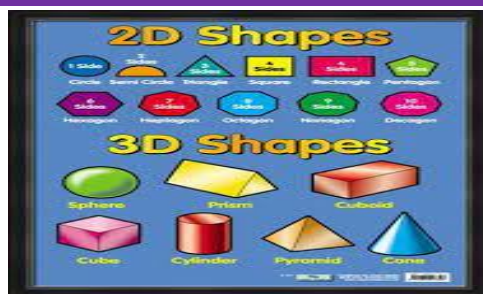 2D Shapes
1 Side
2 Sides
3 Sides
4 Sides
4 Sides
5 Sides
Circle Semi Circle Triangle Square Rectangle Pentagon
6 Sides
7 Sides
8 Sides
9 Sides
10 Sides
Hexagon Heptagon Octagon Nonagon Decagon
3D Shapes
Sphere Prism Cuboid
Cube Cylinder Pyramid Cone